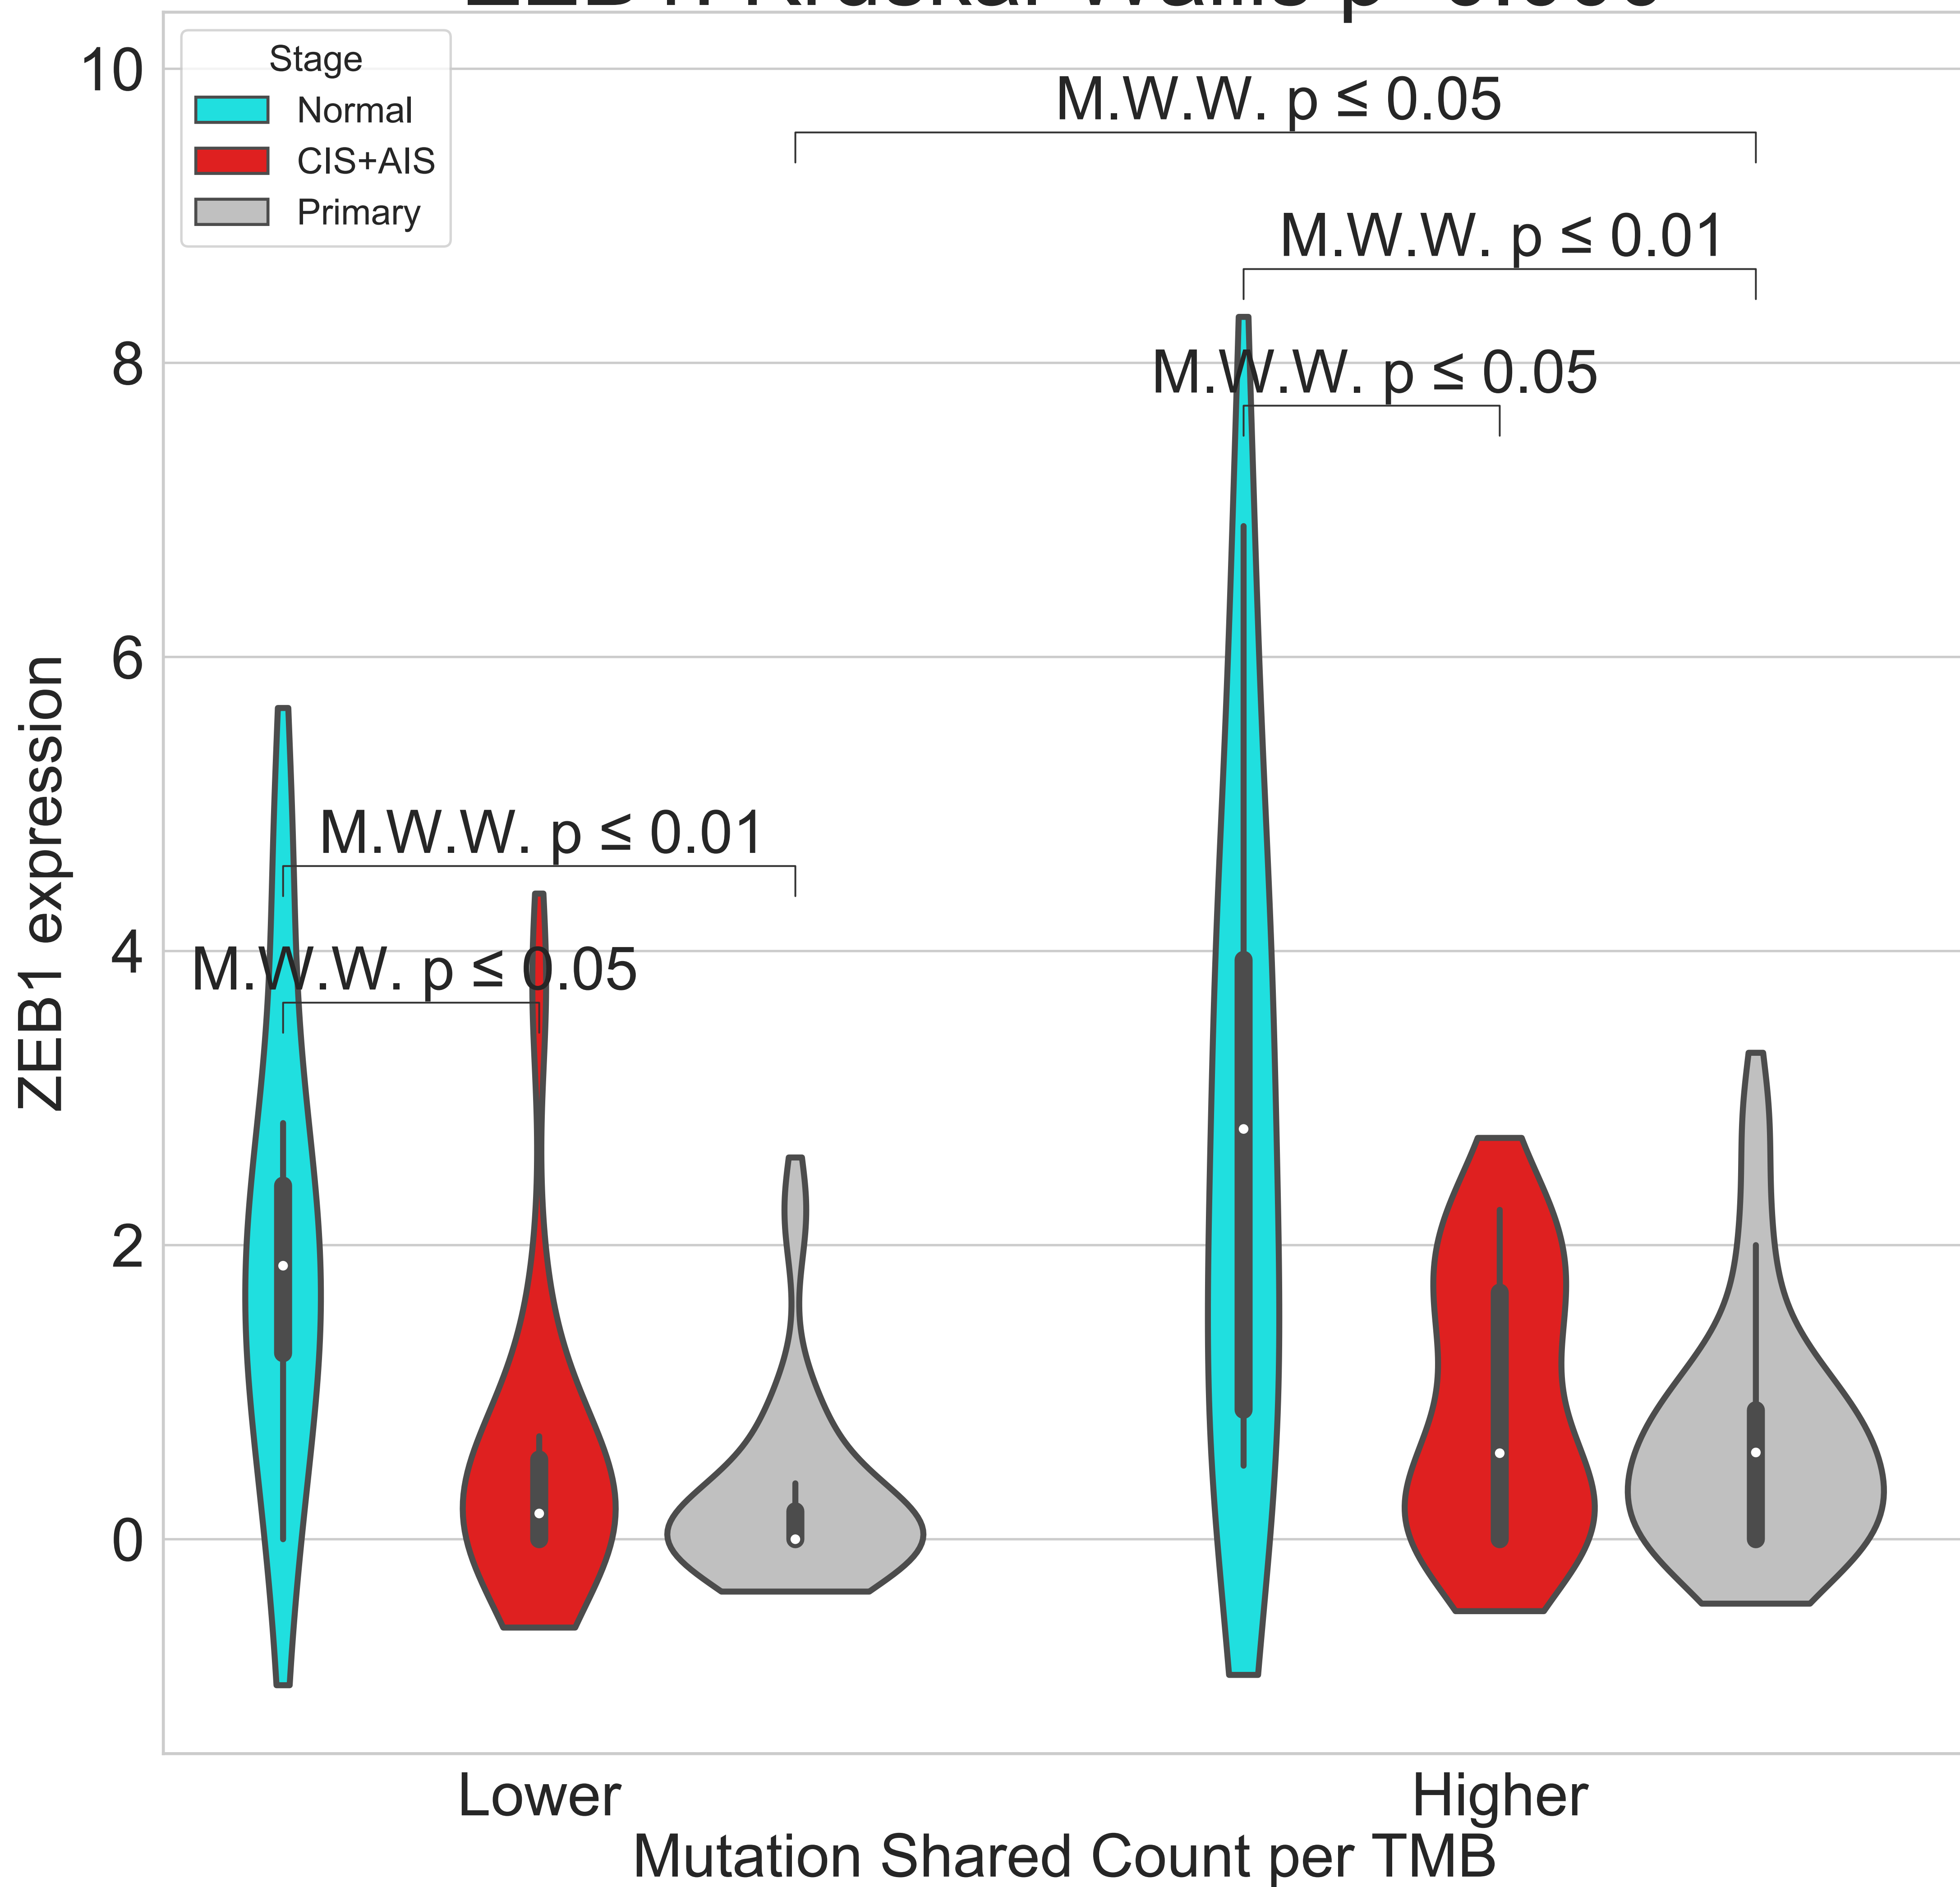 10
8
6
4
2
0
ZEB1 expression
Stage
Normal
CIS+AIS
Primary
M.W.W. p ≤ 0.05
M.W.W. p ≤ 0.01
M.W.W. p ≤ 0.05
M.W.W. p ≤ 0.01
M.W.W. p ≤ 0.05
Lower
Higher
Mutation Shared Count per TMB